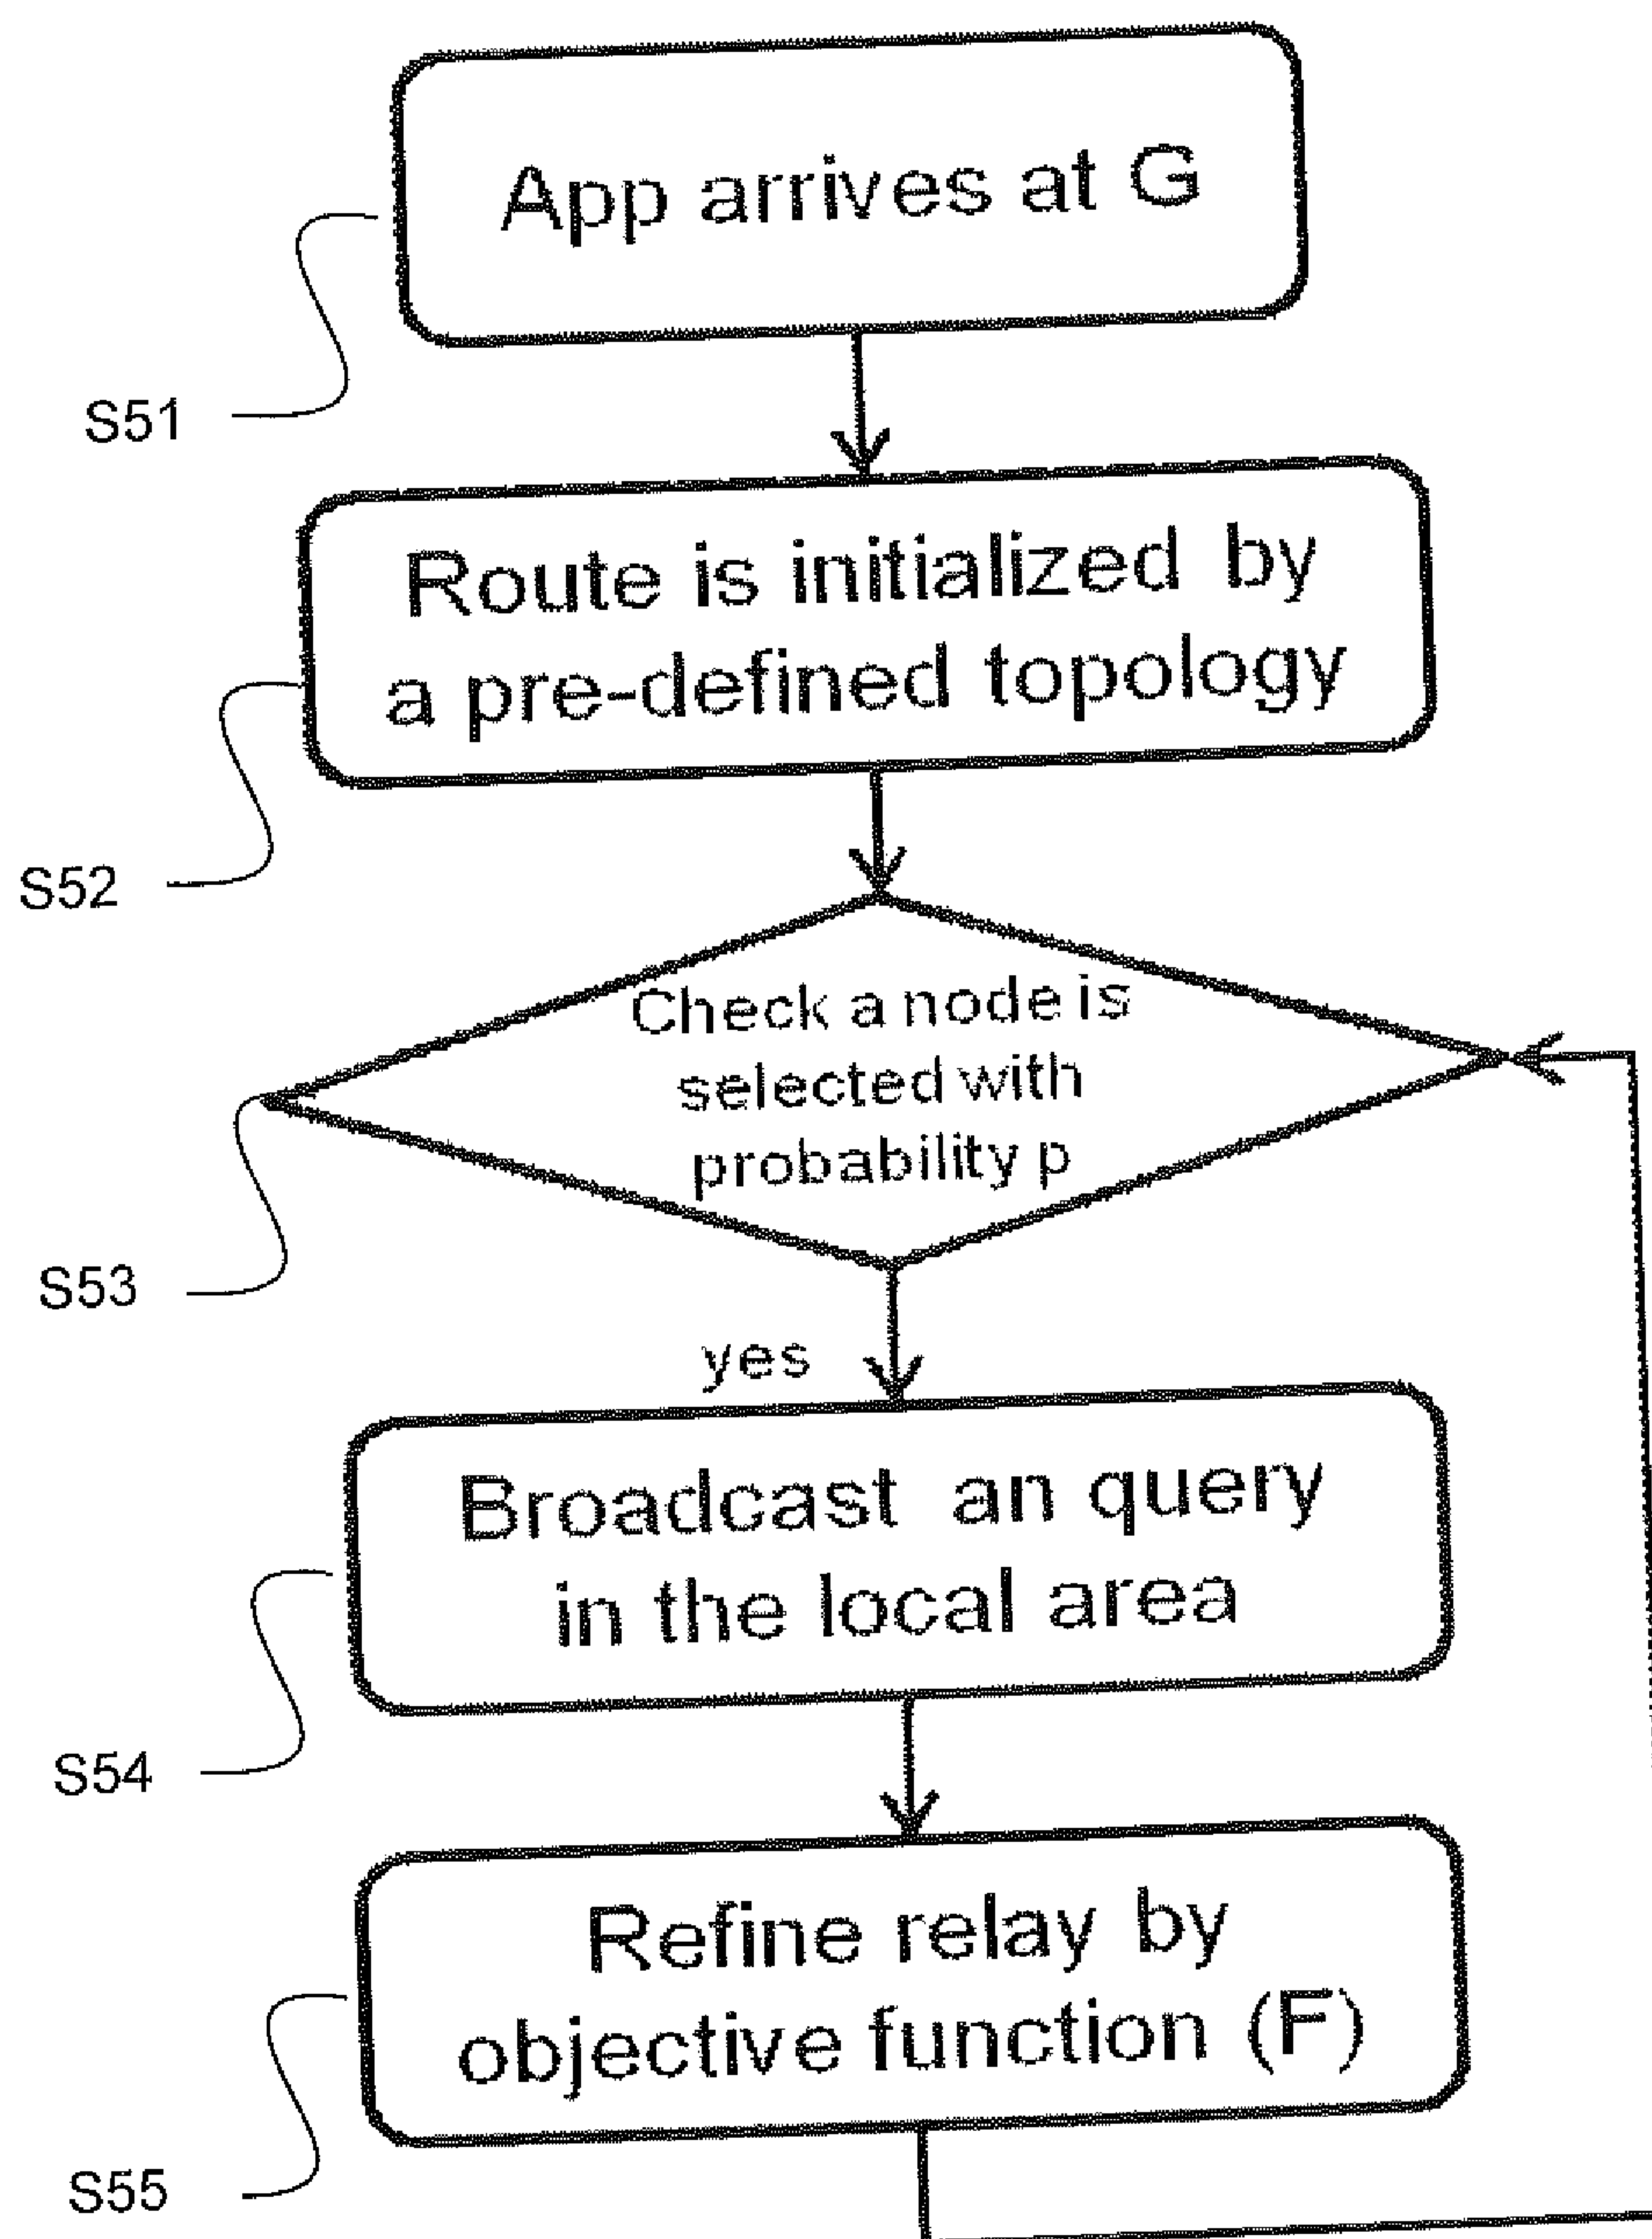 App arrives at G
S51
Route is initialized by
a pre-defined topology
S52
Check a node is
selected with
probability p
S53
yes
Broadcast an query
in the local area
S54
Refine relay by
objective function (F)
S55